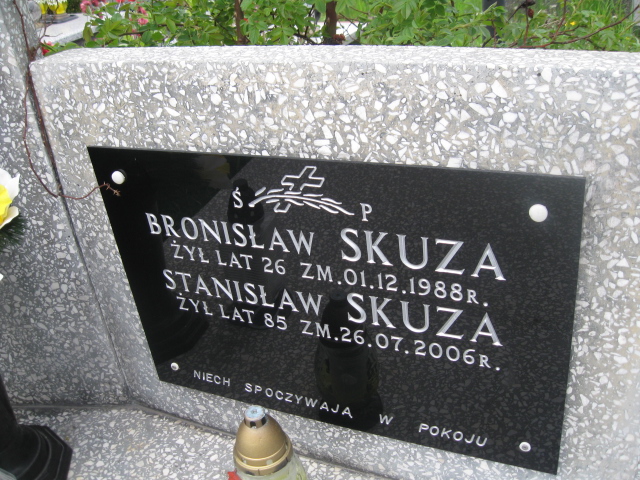 Ś P
BRONISŁAW SKUZA
ŻYŁ LAT 26 ZM.01.12.1988R.
STANISŁAW SKUZA
ŻYŁ LAT 85 ZM.26.07.2006R.
NIECH SPOCZYWAJĄ W POKOJU